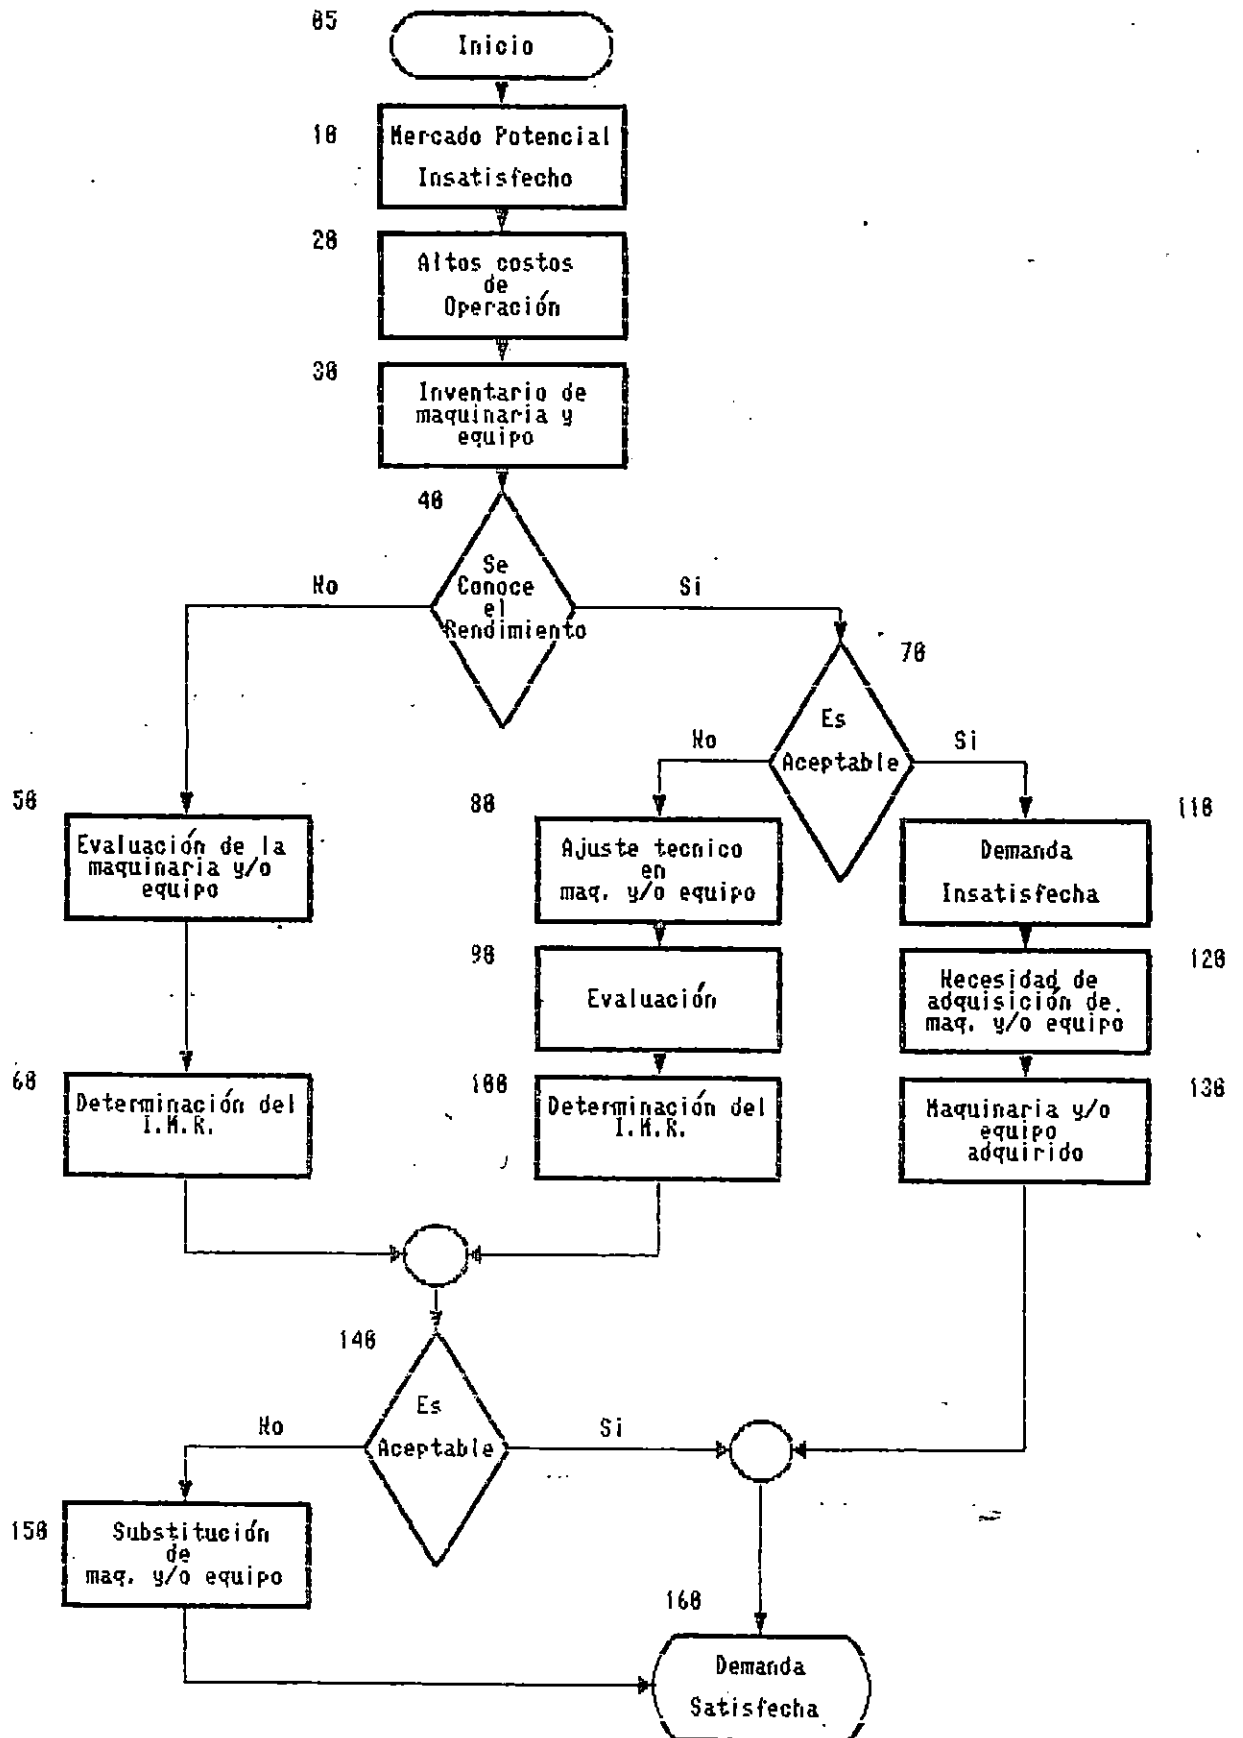 05
Inicio
10
Mercado Potencial
Insatisfecho
20
Altos costos
de
Operación
30
Inventario de
maquinaria y
equipo
40
Se
Conoce
el
Rendimiento
No
Si
70
Es
Aceptable
No
Si
50
Evaluación de la
maquinaria y/o
equipo
80
Ajuste tecnico
en
maq. y/o equipo
110
Demanda
Insatisfecha
90
Evaluación
120
Necesidad de
adquisición de
maq. y/o equipo
60
Determinación del
I.M.R.
100
Determinación del
I.M.R.
130
Maquinaria y/o
equipo
adquirido
140
Es
Aceptable
No
Si
150
Substitución
de
maq. y/o equipo
160
Demanda
Satisfecha